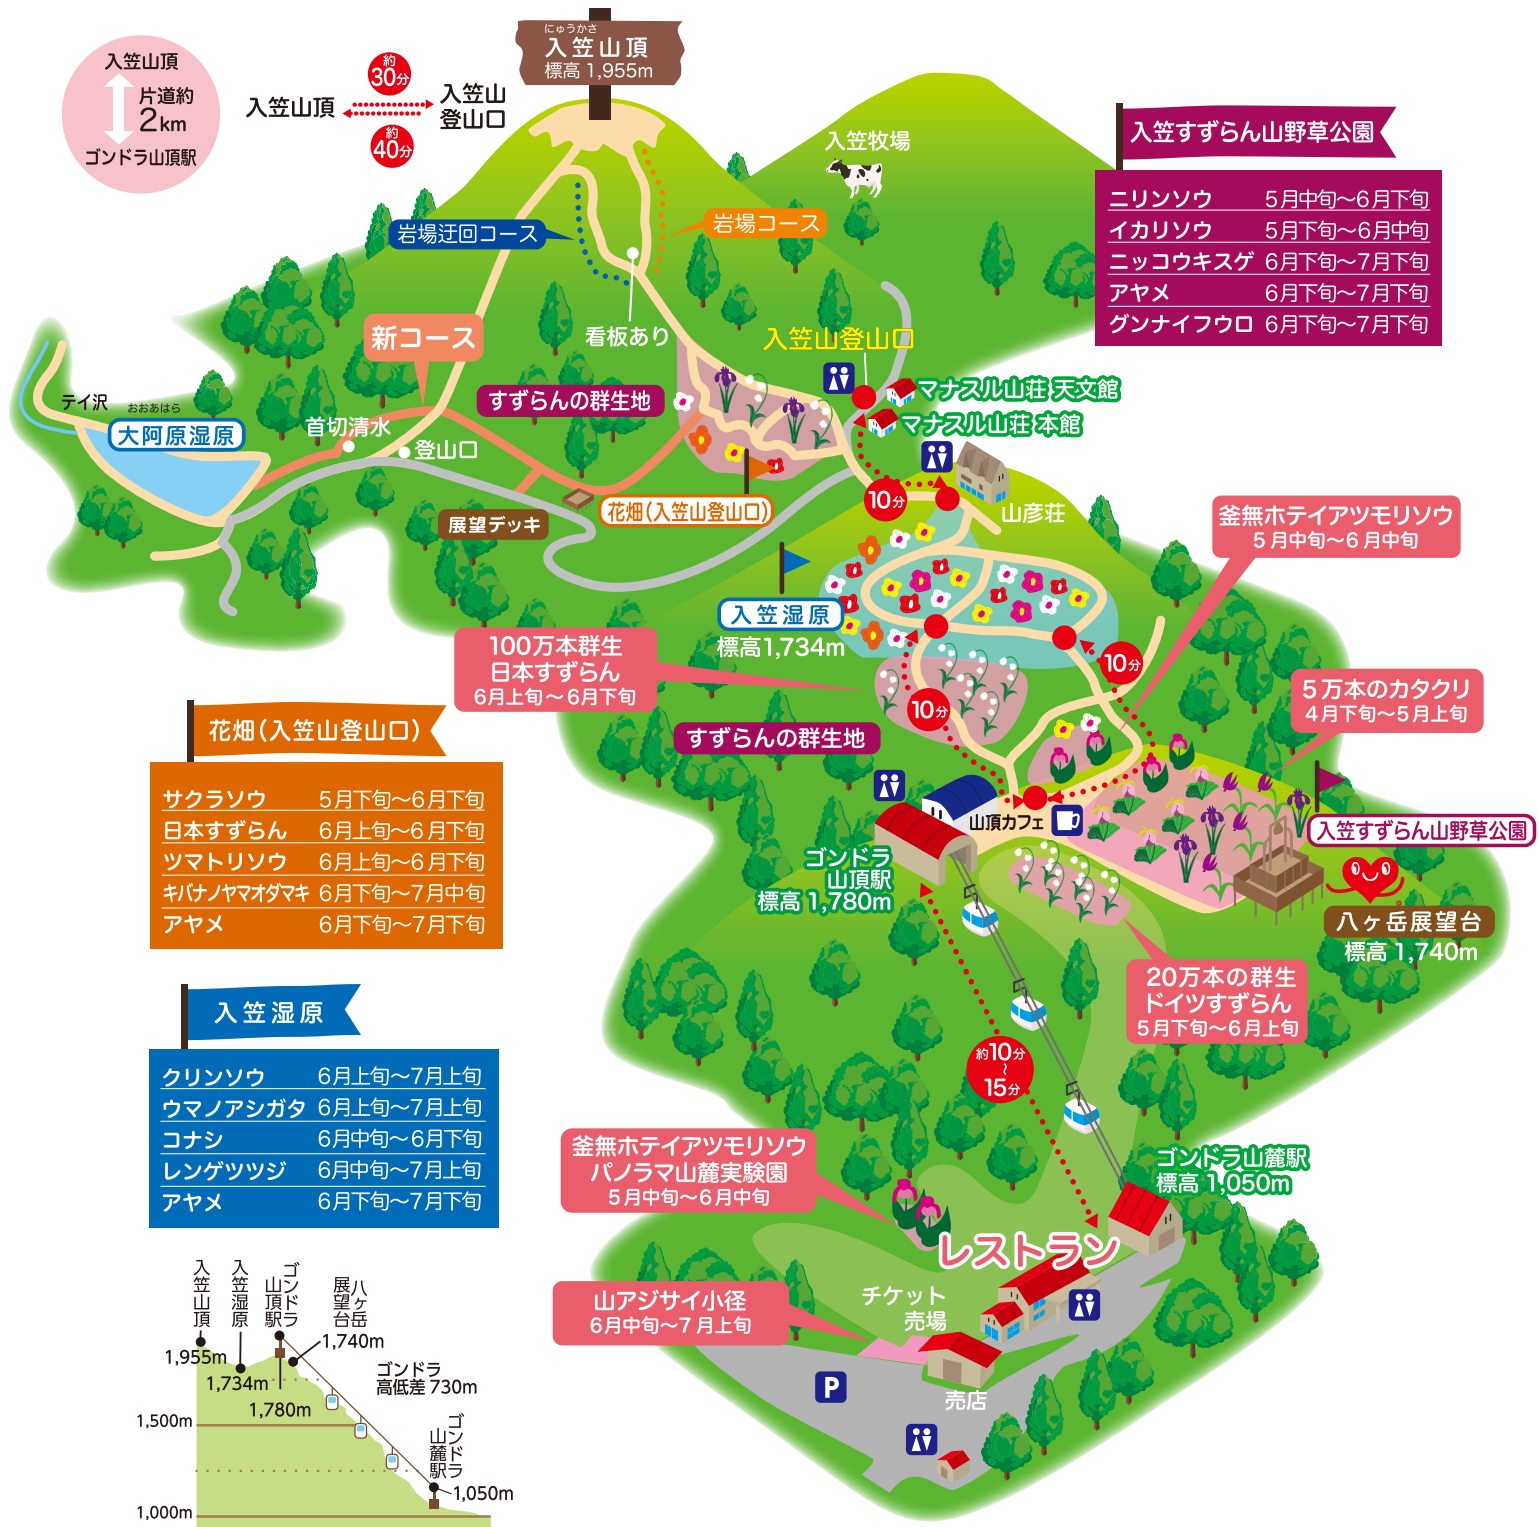 にゅうかさ
入笠山頂
標高 1,955m
入笠山頂
片道約
2km
ゴンドラ山頂駅
入笠山頂
約
30分
約
40分
入笠山
登山口
入笠牧場
岩場迂回コース
岩場コース
看板あり
新コース
入笠山登山口
マナスル山荘 天文館
マナスル山荘 本館
すずらんの群生地
テイ沢
おおあはら
大阿原湿原
首切清水
登山口
展望デッキ
花畑(入笠山登山口)
10分
山彦荘
入笠すずらん山野草公園
ニリンソウ 5月中旬~6月下旬
イカリソウ 5月下旬~6月中旬
ニッコウキスゲ 6月下旬~7月下旬
アヤメ 6月下旬~7月下旬
グンナイフウロ 6月下旬~7月下旬
釜無ホテイアツモリソウ
5月中旬~6月中旬
入笠湿原
標高1,734m
100万本群生
日本すずらん
6月上旬~6月下旬
10分
10分
5万本のカタクリ
4月下旬~5月上旬
すずらんの群生地
山頂カフェ
入笠すずらん山野草公園
ゴンドラ
山頂駅
標高 1,780m
八ヶ岳展望台
標高 1,740m
20万本の群生
ドイツすずらん
5月下旬~6月上旬
約10分
~
15分
花畑(入笠山登山口)
サクラソウ 5月下旬~6月下旬
日本すずらん 6月上旬~6月下旬
ツマトリソウ 6月上旬~6月下旬
キバナノヤマオダマキ 6月下旬~7月中旬
アヤメ 6月下旬~7月下旬
入笠湿原
クリンソウ 6月上旬~7月上旬
ウマノアシガタ 6月上旬~7月上旬
コナシ 6月中旬~6月下旬
レンゲツツジ 6月中旬~7月上旬
アヤメ 6月下旬~7月下旬
釜無ホテイアツモリソウ
パノラマ山麓実験園
5月中旬~6月中旬
ゴンドラ山麓駅
標高 1,050m
レストラン
山アジサイ小径
6月中旬~7月上旬
チケット
売場
売店
P
入笠山頂
1,955m
入笠湿原
1,734m
ゴンドラ
山頂駅
1,780m
八ヶ岳
展望台
1,740m
ゴンドラ
高低差 730m
ゴンドラ
山麓駅
1,050m
1,500m
1,000m